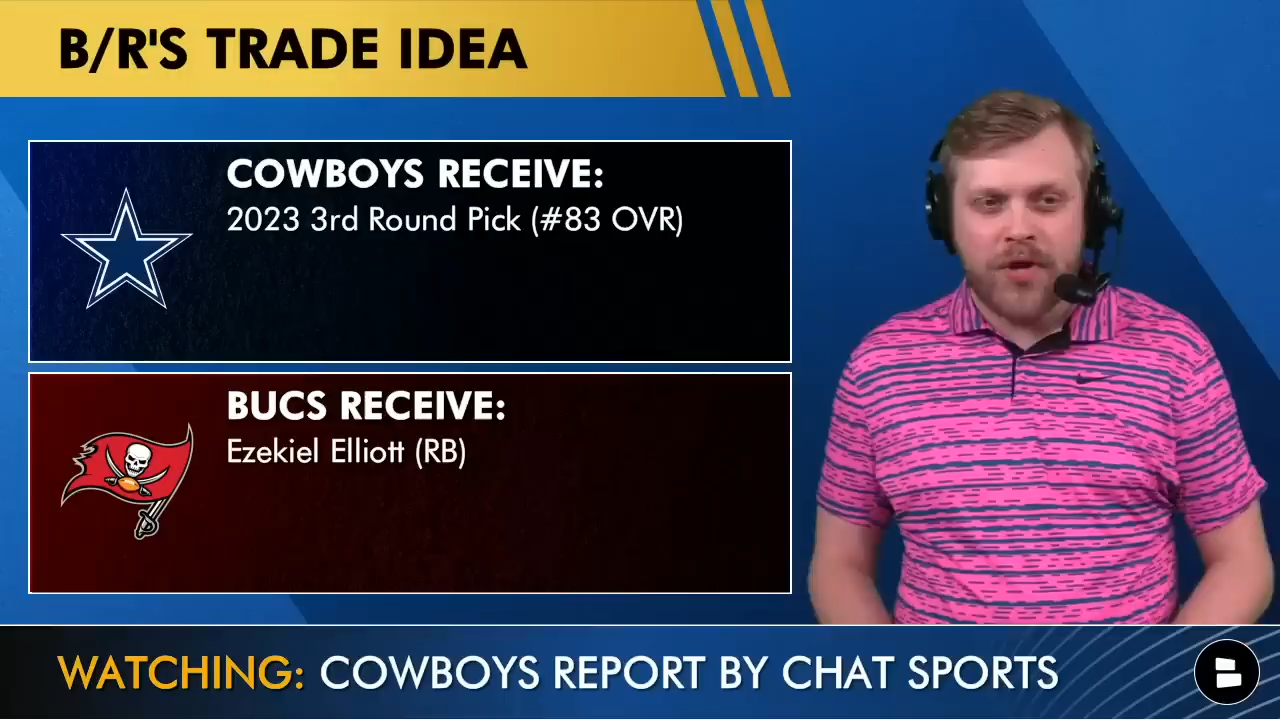 B/R'S TRADE IDEA
COWBOYS RECEIVE:
2023 3rd Round Pick (#83 OVR)
BUCS RECEIVE:
Ezekiel Elliott (RB)
WATCHING: COWBOYS REPORT BY CHAT SPORTS